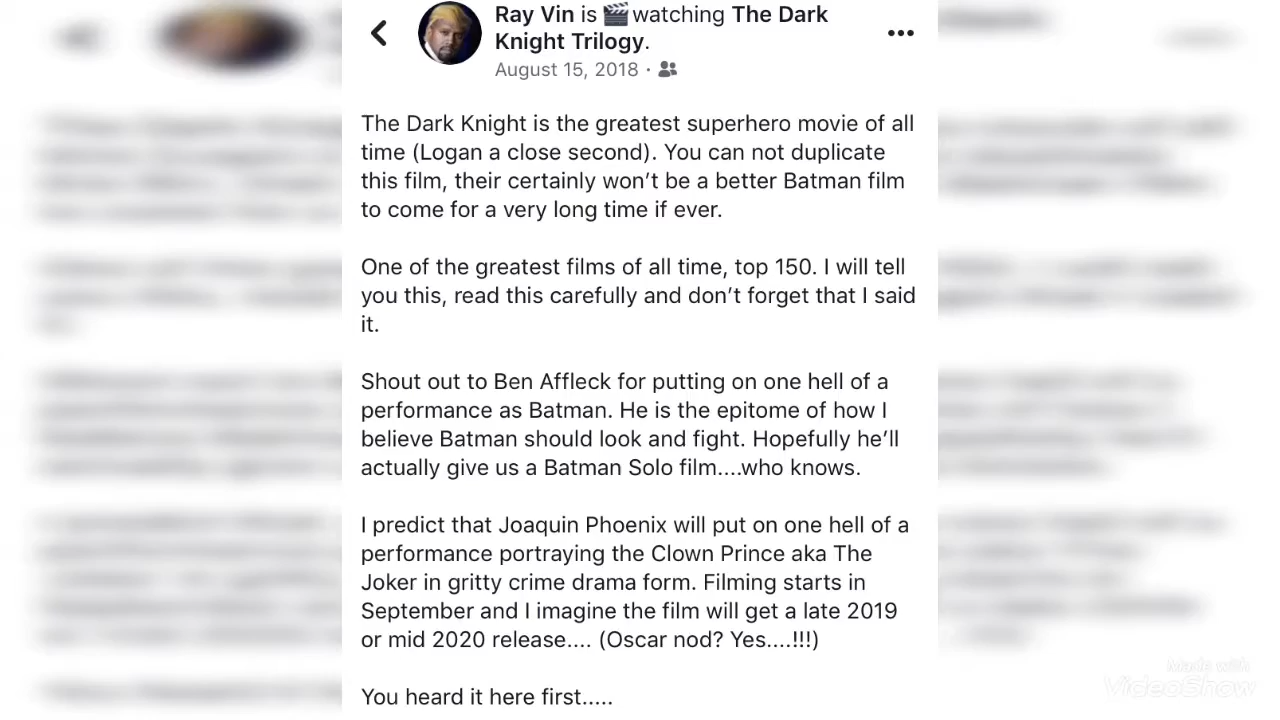 Ray Vin is 🎬 watching The Dark
Knight Trilogy.
August 15, 2018 ·
The Dark Knight is the greatest superhero movie of all
time (Logan a close second). You can not duplicate
this film, their certainly won't be a better Batman film
to come for a very long time if ever.
One of the greatest films of all time, top 150. I will tell
you this, read this carefully and don't forget that I said
it.
Shout out to Ben Affleck for putting on one hell of a
performance as Batman. He is the epitome of how I
believe Batman should look and fight. Hopefully he'll
actually give us a Batman Solo film....who knows.
I predict that Joaquin Phoenix will put on one hell of a
performance portraying the Clown Prince aka The
Joker in gritty crime drama form. Filming starts in
September and I imagine the film will get a late 2019
or mid 2020 release.... (Oscar nod? Yes....!!!)
You heard it here first.....
Made with
VideoShow